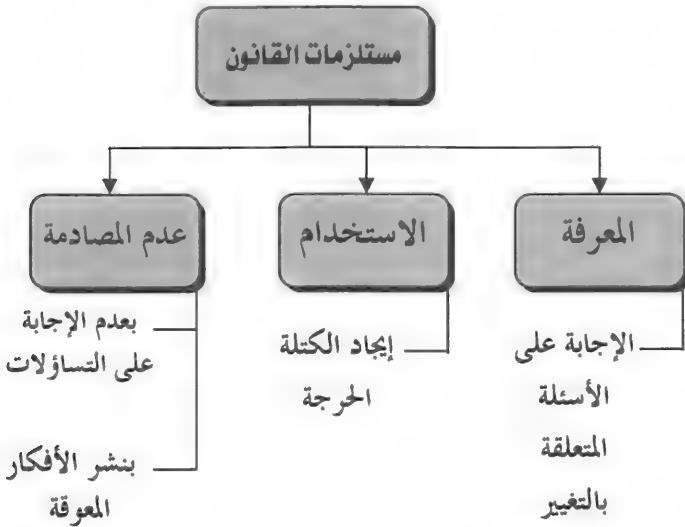 مستلزمات القانون
المعرفة
الإجابة على
الأسئلة
المتعلقة
بالتغيير
الاستخدام
إيجاد الكتلة
الحرجة
عدم المصادمة
بعدم الإجابة
على التساؤلات
بنشر الأفكار
المعوقة